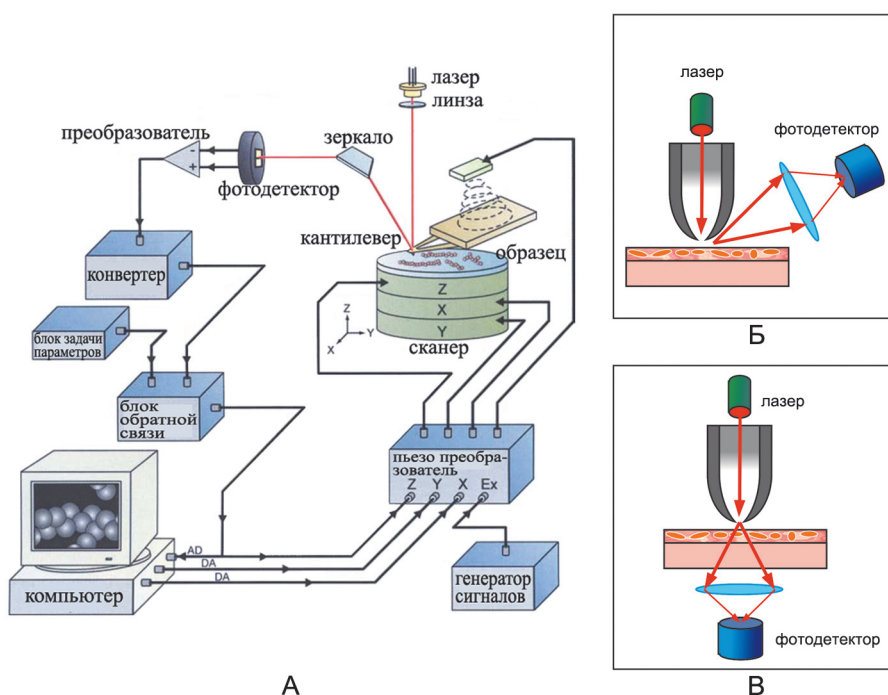 лазер
линза
преобразователь
зеркало
-
+
фотодетектор
кантилевер
образец
конвертер
Z
X
Y
Z
Y
X
сканер
блок задачи
параметров
блок
обратной
связи
пьезо преобра-
зователь
Z Y X Ex
AD
DA
DA
компьютер
генератор
сигналов
А
лазер
фотодетектор
Б
лазер
фотодетектор
В